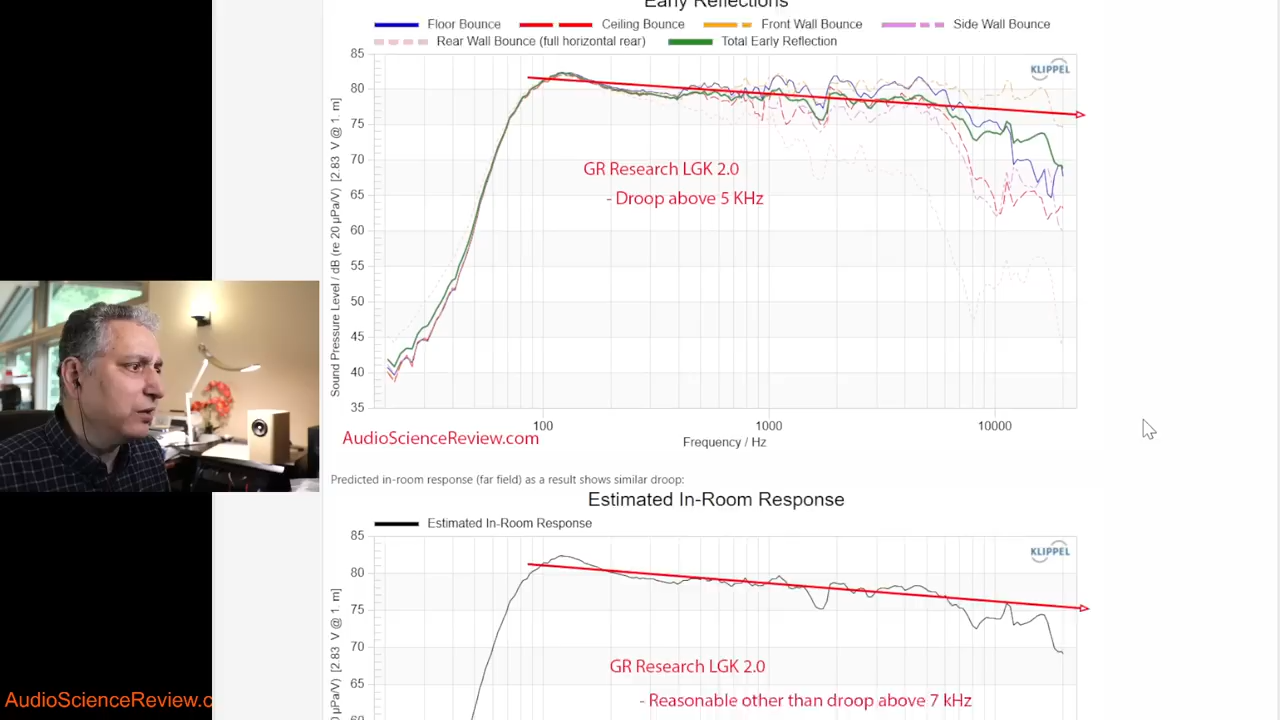 Early Reflections
Floor Bounce
Ceiling Bounce
Front Wall Bounce
Side Wall Bounce
Rear Wall Bounce (full horizontal rear)
Total Early Reflection
KLIPPEL
85
80
75
70
65
60
55
50
45
40
35
Sound Pressure Level / dB (re 20 µPa/V) [2.83 V @ 1. m]
GR Research LGK 2.0
- Droop above 5 KHz
100
1000
10000
Frequency / Hz
AudioScienceReview.com
Predicted in-room response (far field) as a result shows similar droop:
Estimated In-Room Response
Estimated In-Room Response
KLIPPEL
85
80
75
70
65
60
µPa/V) [2.83 V @ 1. m]
GR Research LGK 2.0
- Reasonable other than droop above 7 kHz
AudioScienceReview.c